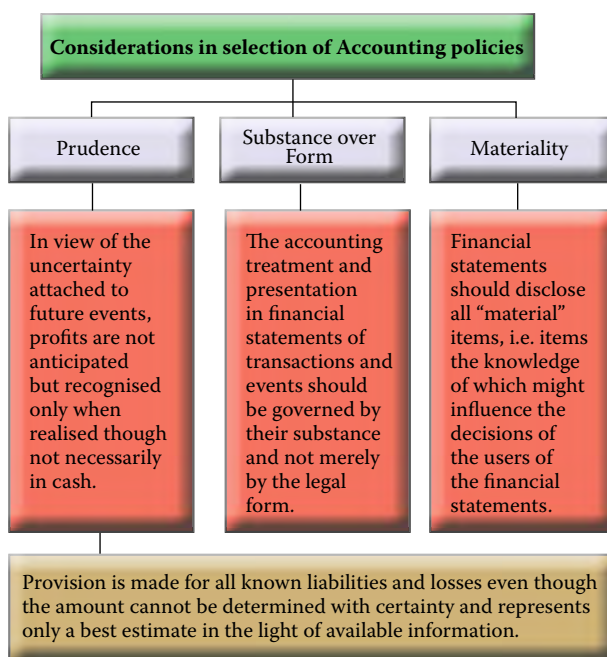 Considerations in selection of Accounting policies
Prudence
Substance over
Form
Materiality
In view of the
uncertainty
attached to
future events,
profits are not
anticipated
but recognised
only when
realised though
not necessarily
in cash.
The accounting
treatment and
presentation
in financial
statements of
transactions and
events should
be governed by
their substance
and not merely
by the legal
form.
Financial
statements
should disclose
all “material”
items, i.e. items
the knowledge
of which might
influence the
decisions of
the users of
the financial
statements.
Provision is made for all known liabilities and losses even though
the amount cannot be determined with certainty and represents
only a best estimate in the light of available information.